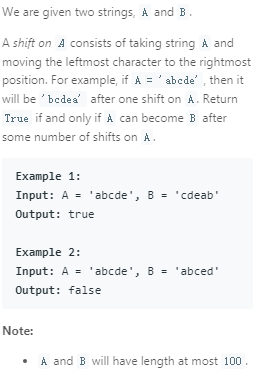 We are given two strings, A and B.
A shift on A consists of taking string A and
moving the leftmost character to the rightmost
position. For example, if A = 'abcde', then it
will be 'bcdea' after one shift on A. Return
True if and only if A can become B after
some number of shifts on A.
Example 1:
Input: A = 'abcde', B = 'cdeab'
Output: true
Example 2:
Input: A = 'abcde', B = 'abced'
Output: false
Note:
• A and B will have length at most 100.